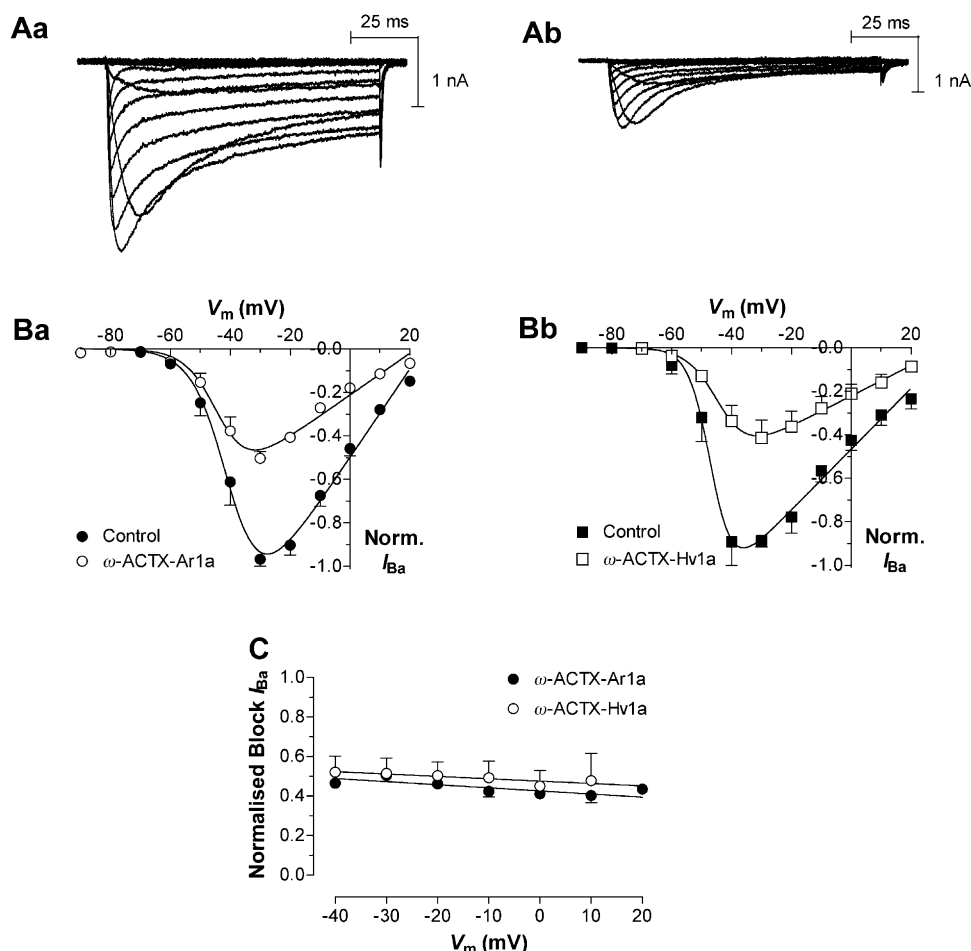 Aa
25 ms
1 nA
Ab
25 ms
1 nA
Ba
Vm (mV)
-80 -60 -40 -20 20
-0.0
-0.2
-0.4
-0.6
-0.8
-1.0
Control
ω-ACTX-Ar1a
Norm.
IBa
Bb
Vm (mV)
-80 -60 -40 -20 20
-0.0
-0.2
-0.4
-0.6
-0.8
-1.0
Control
ω-ACTX-Hv1a
Norm.
IBa
C
Normalised Block IBa
1.0
0.8
0.6
0.4
0.2
0.0
ω-ACTX-Ar1a
ω-ACTX-Hv1a
-40 -30 -20 -10 0 10 20
Vm (mV)